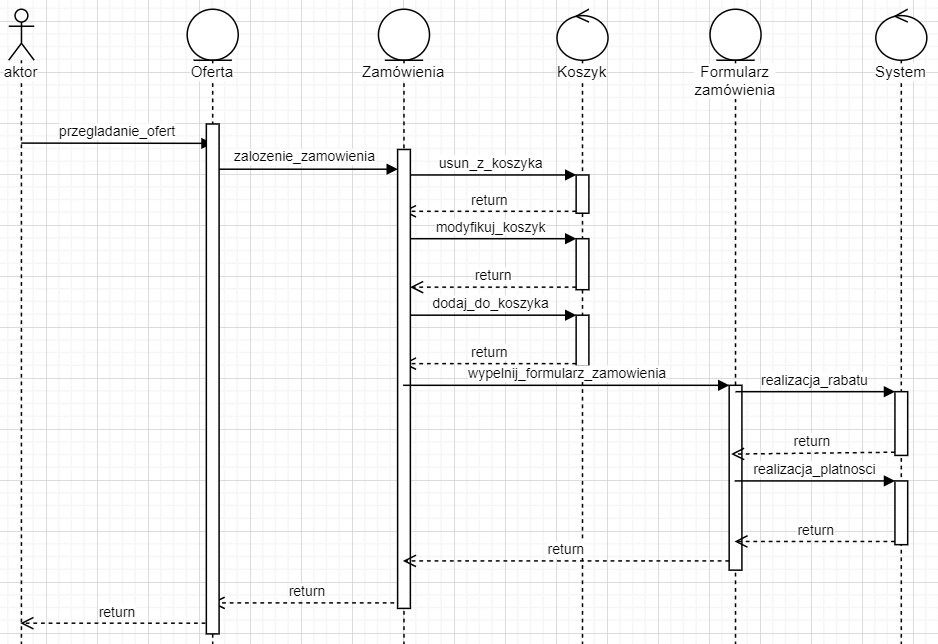 aktor
Oferta
Zamówienia
Koszyk
Formularz
zamówienia
System
przegladanie_ofert
zalozenie_zamowienia
usun_z_koszyka
return
modyfikuj_koszyk
return
dodaj_do_koszyka
return
wypelnij_formularz_zamowienia
realizacja_rabatu
return
realizacja_platnosci
return
return
return
return